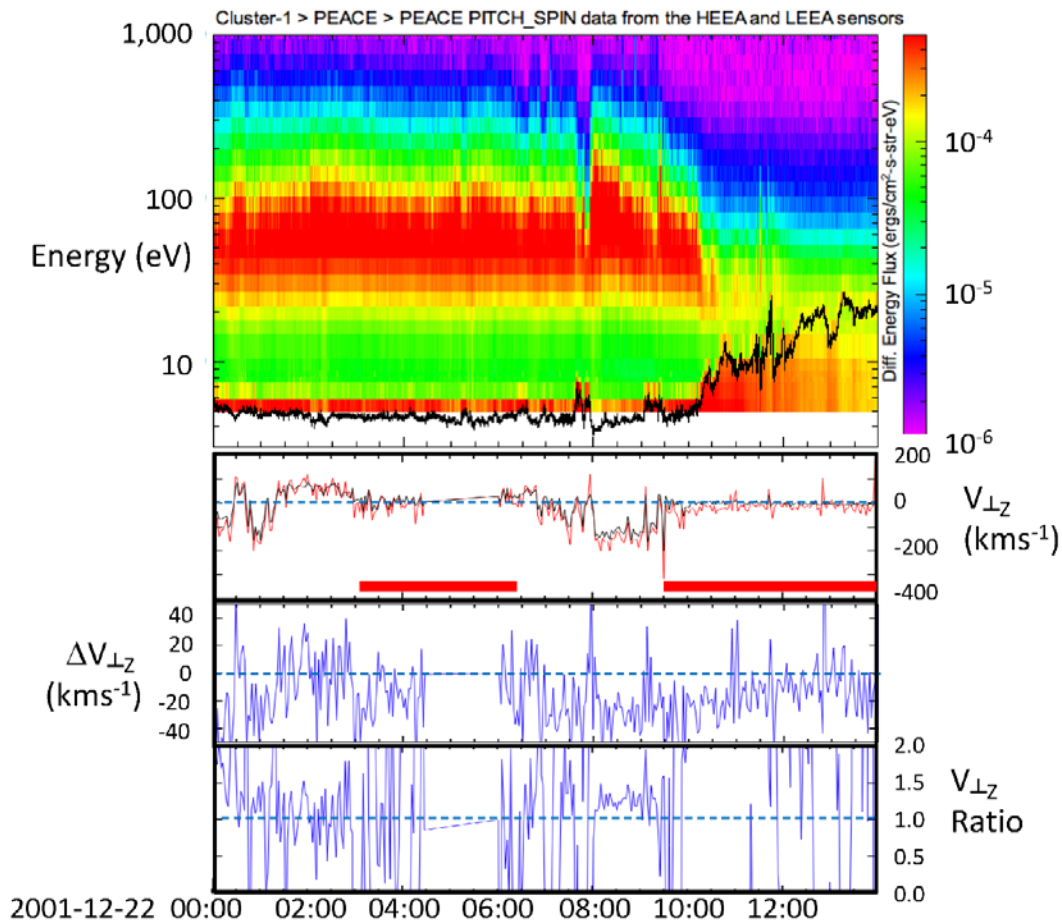 Cluster-1 > PEACE > PEACE PITCH_SPIN data from the HEEA and LEEA sensors
1,000
100
Energy (eV)
10
Diff. Energy Flux (ergs/cm²-s-str-eV)
10⁻⁴
10⁻⁵
10⁻⁶
200
0
-200
-400
V⊥Z
(kms⁻¹)
40
20
0
-20
-40
ΔV⊥Z
(kms⁻¹)
2.0
1.5
1.0
0.5
0.0
V⊥Z
Ratio
2001-12-22 00:00 02:00 04:00 06:00 08:00 10:00 12:00